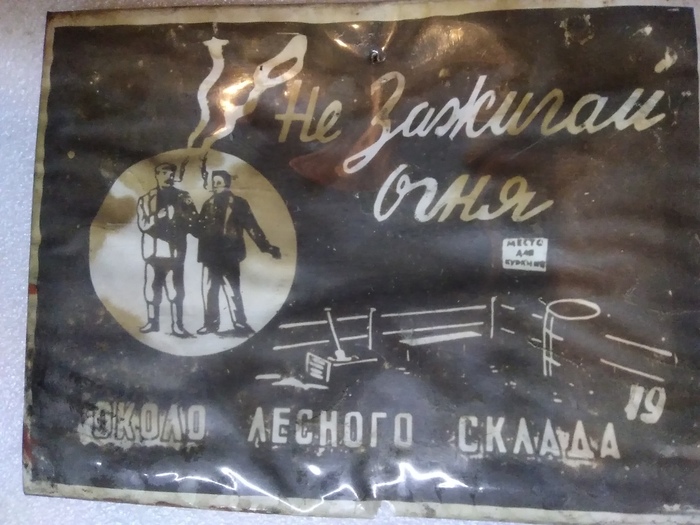 Не Зажигай
огня
МЕСТО
ДЛЯ
КУРЕНИЯ
19
ОКОЛО ЛЕСНОГО СКЛАДА